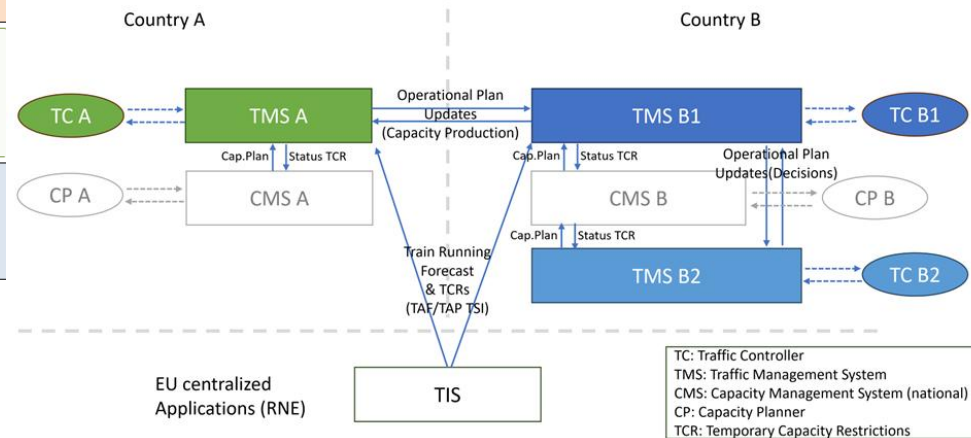 Country A
Country B
TC A
TMS A
Operational Plan
Updates
(Capacity Production)
TMS B1
TC B1
Cap.Plan
Status TCR
Cap.Plan
Status TCR
Operational Plan
Updates(Decisions)
CP A
CMS A
CMS B
CP B
Cap.Plan
Status TCR
Train Running
Forecast
& TCRs
(TAF/TAP TSI)
TMS B2
TC B2
EU centralized
Applications (RNE)
TIS
TC: Traffic Controller
TMS: Traffic Management System
CMS: Capacity Management System (national)
CP: Capacity Planner
TCR: Temporary Capacity Restrictions